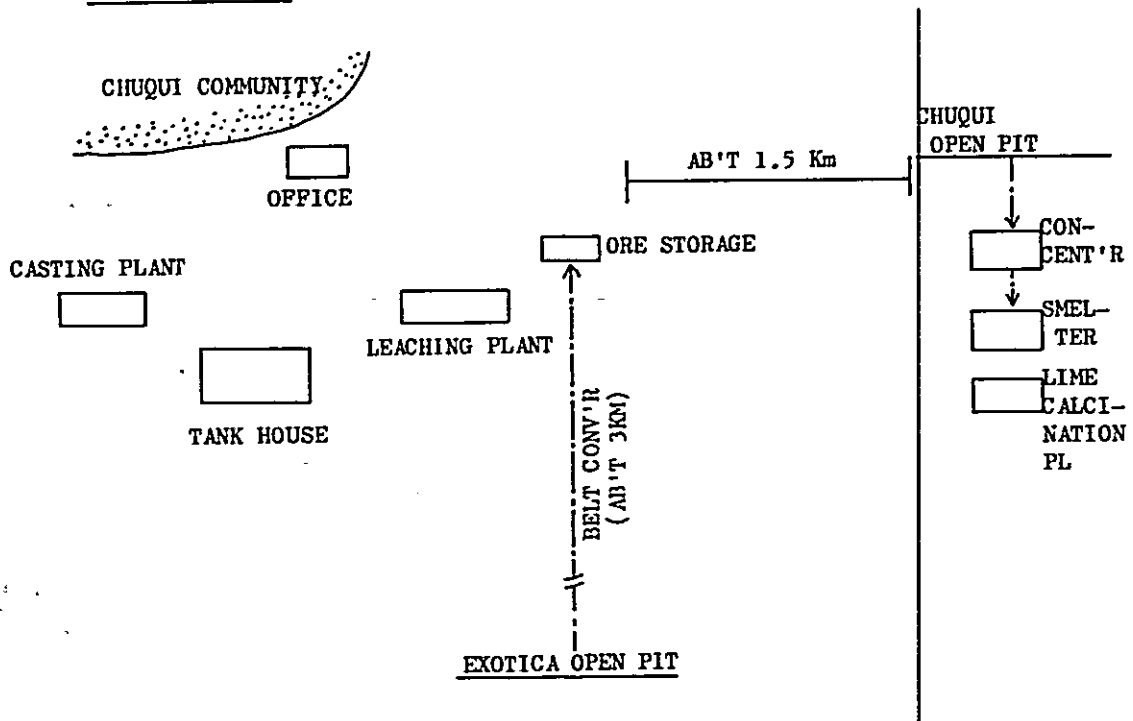 CHUQUI COMMUNITY
OFFICE
CHUQUI
OPEN PIT
AB'T 1.5 Km
ORE STORAGE
CON-
CENT'R
CASTING PLANT
LEACHING PLANT
SMEL-
TER
LIME
CALCI-
NATION
PL
TANK HOUSE
BELT CONV'R
(AB'T 3KM)
EXOTICA OPEN PIT